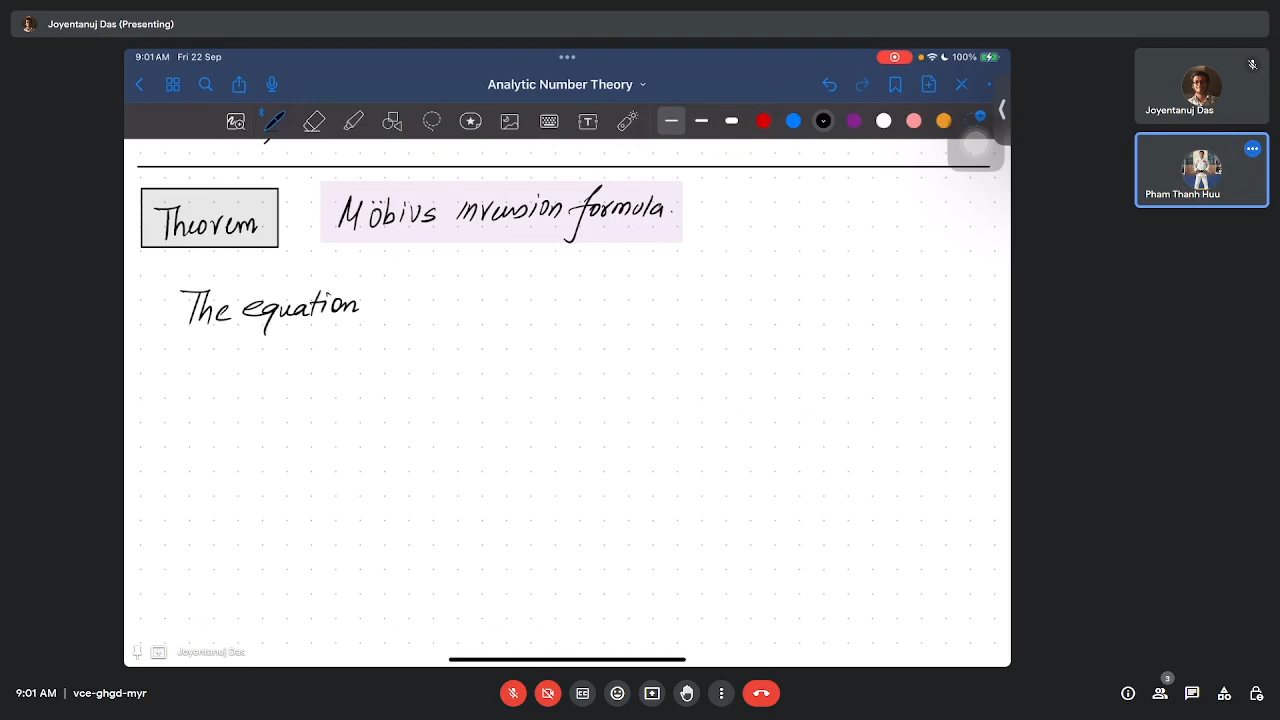 Joyentanuj Das (Presenting)
9:01 AM Fri 22 Sep
100%
Analytic Number Theory
Theorem
Möbius inversion formula.
The equation
Joyentanuj Das
Joyentanuj Das
Pham Thanh Huu
9:01 AM | vce-ghgd-myr
3